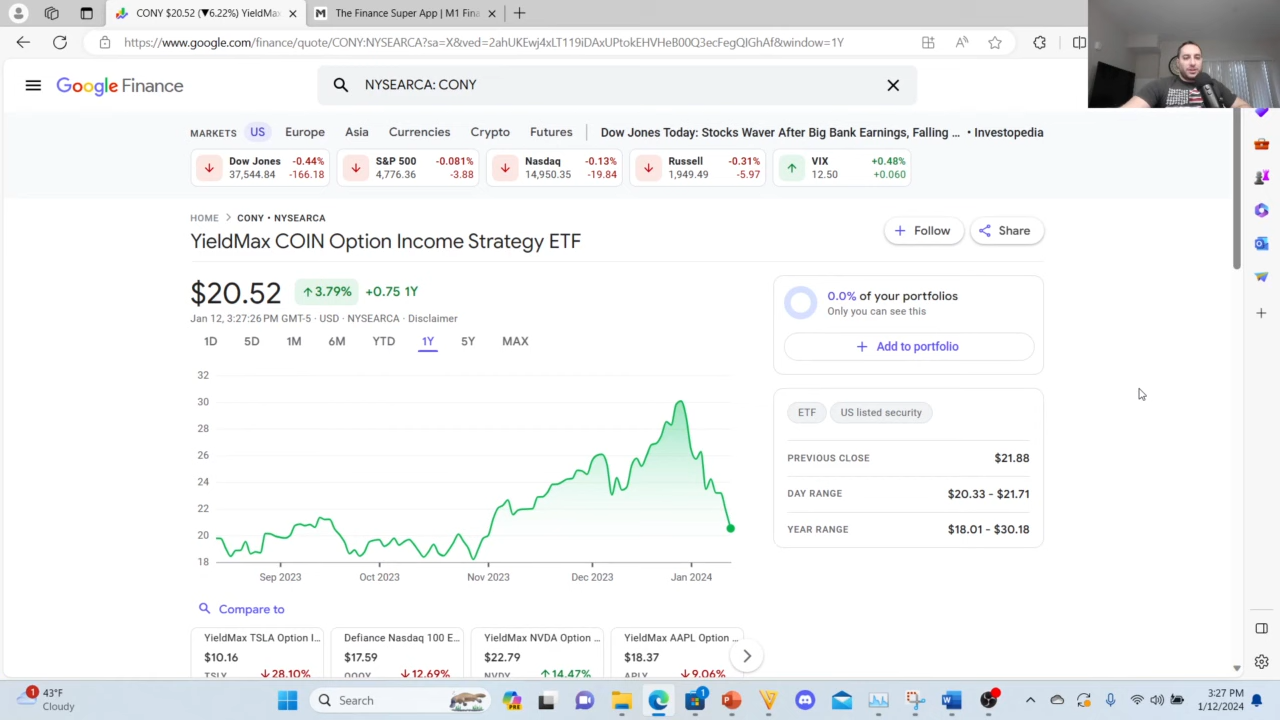 CONY $20.52 (▼6.22%) YieldMax
The Finance Super App | M1 Fina
https://www.google.com/finance/quote/CONY:NYSEARCA?sa=X&ved=2ahUKEwj4xLT119iDAxUPtokEHVHeB00Q3ecFegQIGhAf&window=1Y
Google Finance
NYSEARCA: CONY
MARKETS US Europe Asia Currencies Crypto Futures Dow Jones Today: Stocks Waver After Big Bank Earnings, Falling ... • Investopedia
Dow Jones -0.44% S&P 500 -0.081% Nasdaq -0.13% Russell -0.31% VIX +0.48%
37,544.84 -166.18 4,776.36 -3.88 14,950.35 -19.84 1,949.49 -5.97 12.50 +0.060
HOME > CONY • NYSEARCA
YieldMax COIN Option Income Strategy ETF
+ Follow
Share
$20.52 ↑ 3.79% +0.75 1Y
Jan 12, 3:27:26 PM GMT-5 · USD · NYSEARCA · Disclaimer
1D 5D 1M 6M YTD 1Y 5Y MAX
32
30
28
26
24
22
20
18
Sep 2023 Oct 2023 Nov 2023 Dec 2023 Jan 2024
0.0% of your portfolios
Only you can see this
+ Add to portfolio
ETF US listed security
PREVIOUS CLOSE $21.88
DAY RANGE $20.33 - $21.71
YEAR RANGE $18.01 - $30.18
Compare to
YieldMax TSLA Option I... Defiance Nasdaq 100 E... YieldMax NVDA Option ... YieldMax AAPL Option ...
$10.16 $17.59 $22.79 $18.37
TSLY ↓28.10% QQQY ↓12.69% NVDY ↑14.47% APLY ↓9.06%
1
43°F
Cloudy
Search
1
3:27 PM
1/12/2024